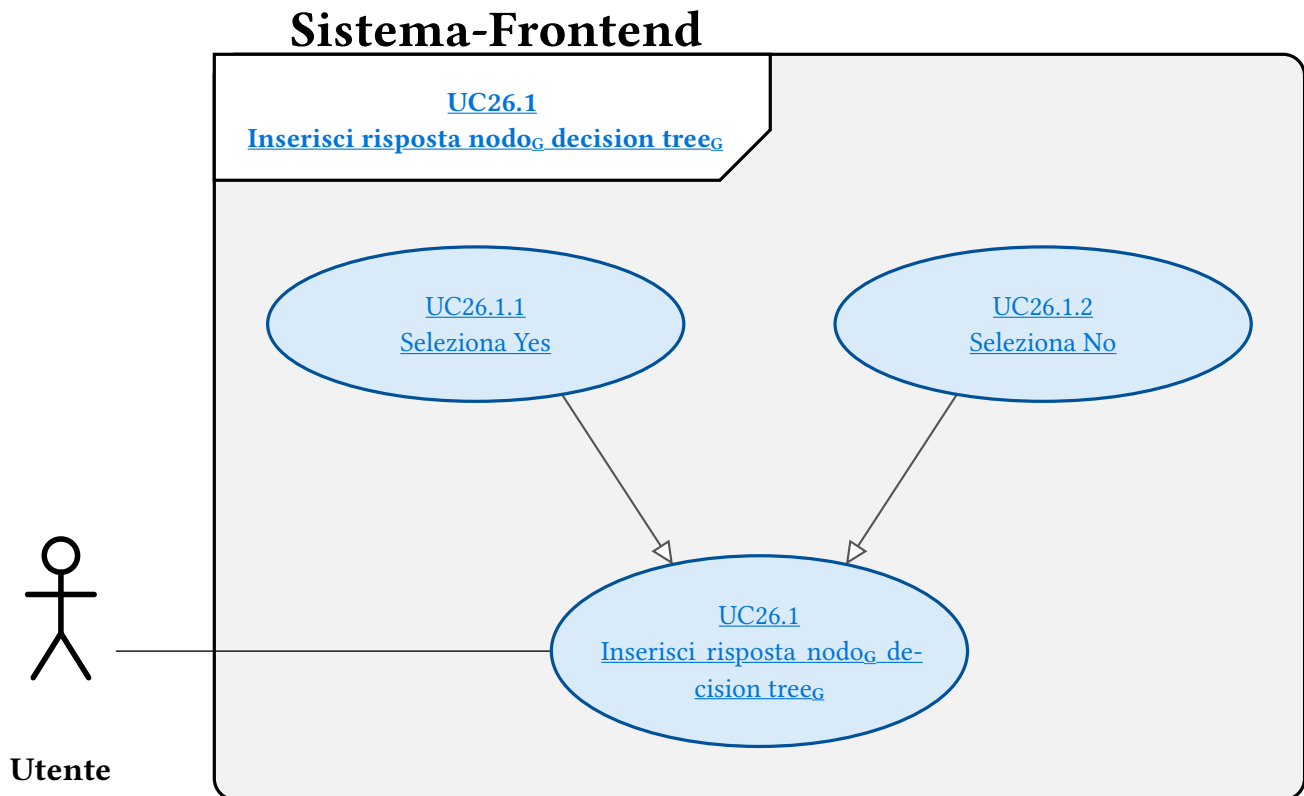 Sistema-Frontend
UC26.1
Inserisci risposta nodoG decision treeG
UC26.1.1
Seleziona Yes
UC26.1.2
Seleziona No
UC26.1
Inserisci risposta nodoG de-
cision treeG
Utente